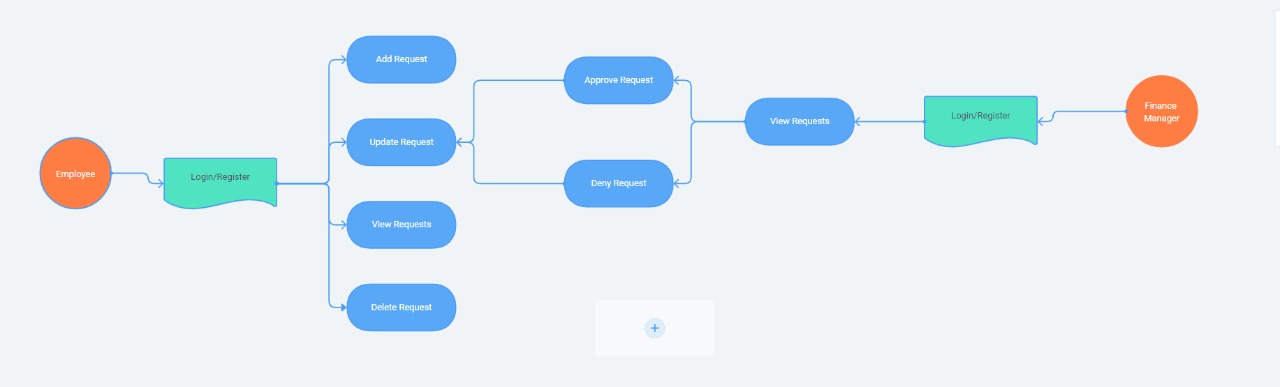 Employee
Login/Register
Add Request
Update Request
View Requests
Delete Request
Approve Request
Deny Request
View Requests
Login/Register
Finance
Manager